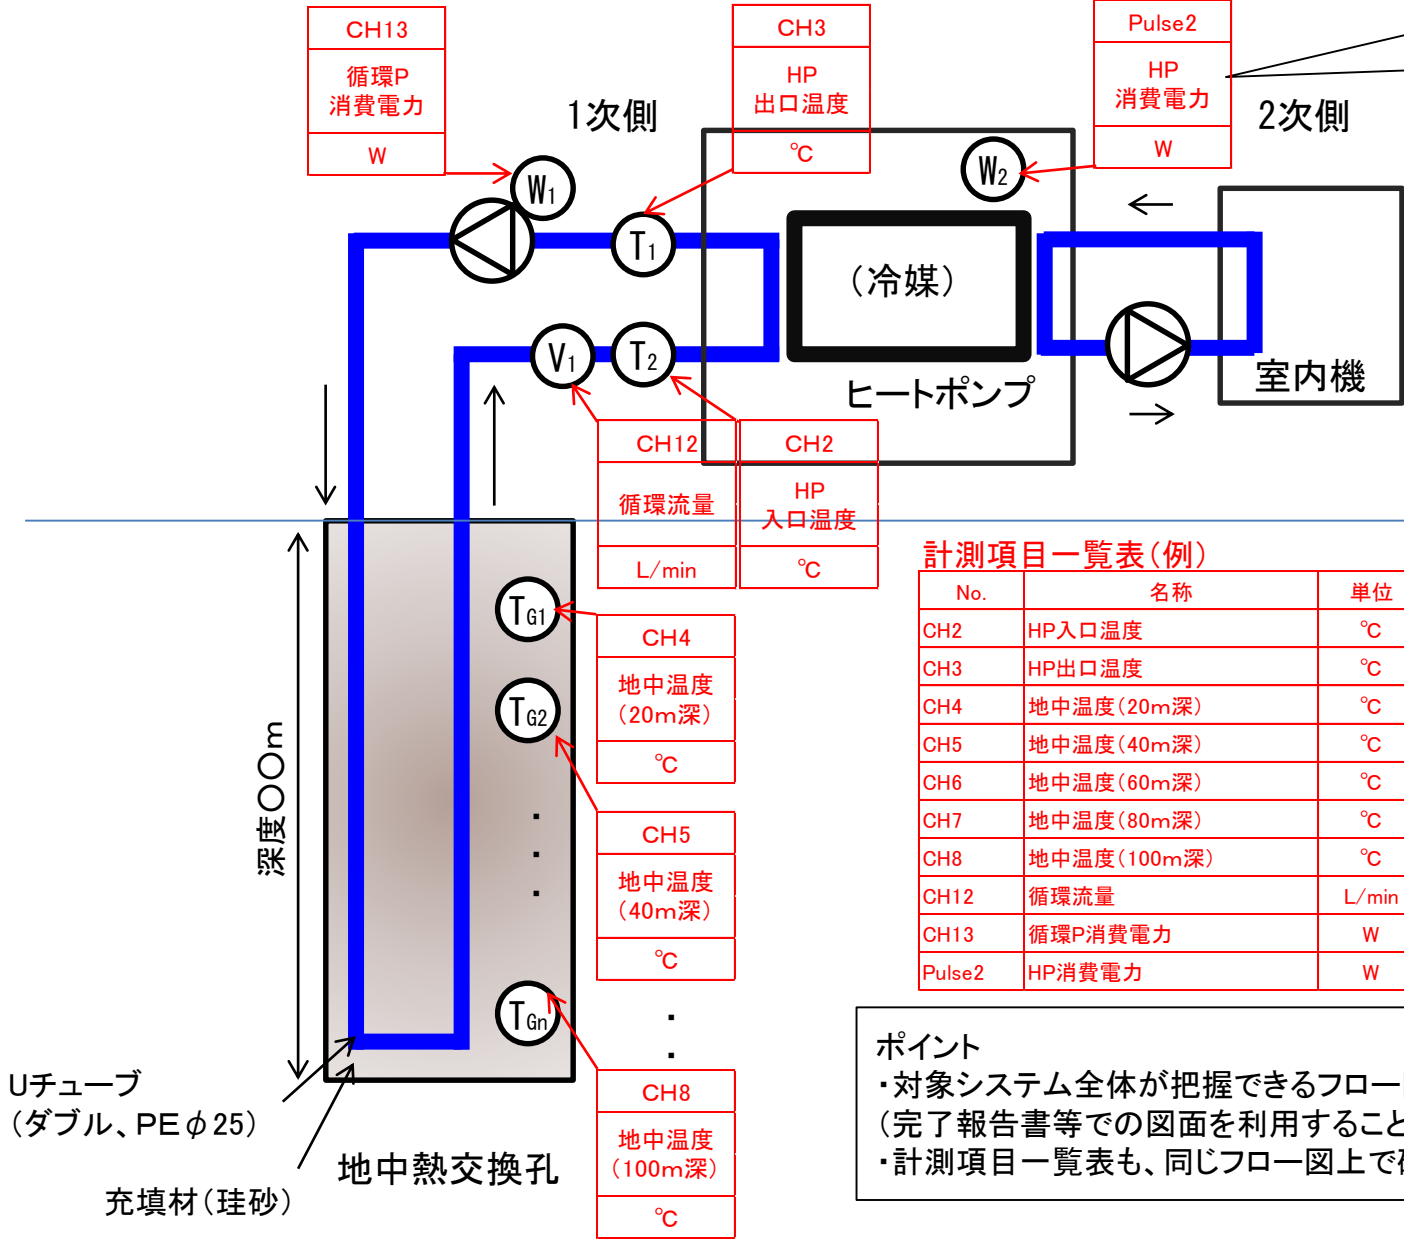 CH13
循環P
消費電力
W
CH3
HP
出口温度
℃
Pulse2
HP
消費電力
W
1次側
2次側
W1
T1
W2
(冷媒)
V1
T2
ヒートポンプ
室内機
CH12
循環流量
L/min
CH2
HP
入口温度
℃
TG1
CH4
地中温度
(20m深)
℃
TG2
CH5
地中温度
(40m深)
℃
・
・
・
TGn
・
・
CH8
地中温度
(100m深)
℃
深度〇〇m
Uチューブ
(ダブル、PEφ25)
充填材(珪砂)
地中熱交換孔
計測項目一覧表(例)
No. 名称 単位
CH2 HP入口温度 ℃
CH3 HP出口温度 ℃
CH4 地中温度(20m深) ℃
CH5 地中温度(40m深) ℃
CH6 地中温度(60m深) ℃
CH7 地中温度(80m深) ℃
CH8 地中温度(100m深) ℃
CH12 循環流量 L/min
CH13 循環P消費電力 W
Pulse2 HP消費電力 W
ポイント
・対象システム全体が把握できるフロー
(完了報告書等での図面を利用すること
・計測項目一覧表も、同じフロー図上で